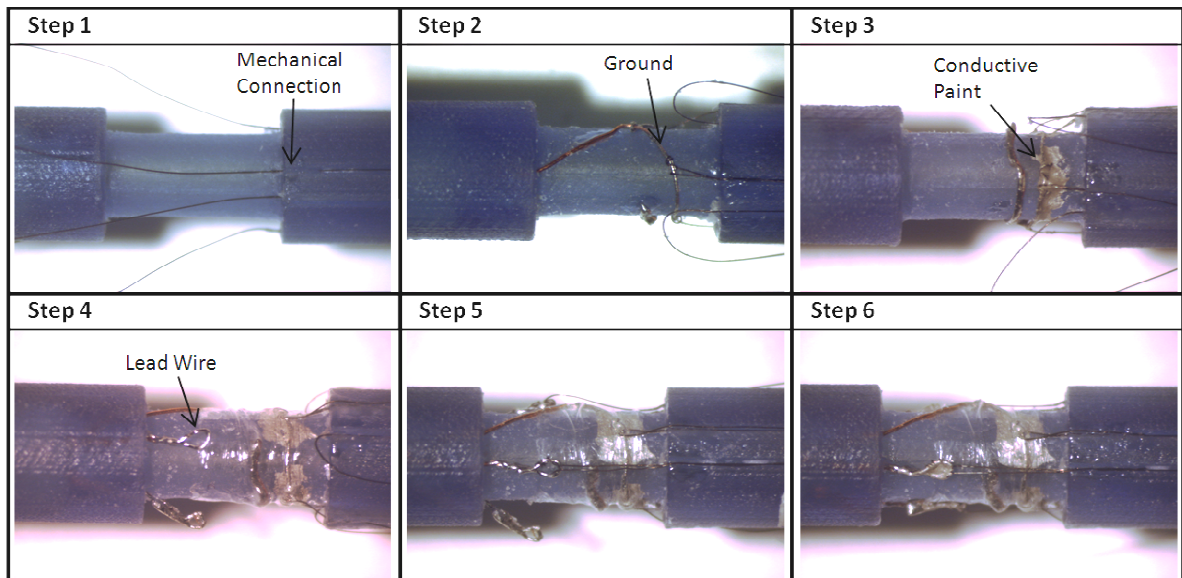 Step 1
Step 2
Step 3
Mechanical
Connection
Ground
Conductive
Paint
Step 4
Step 5
Step 6
Lead Wire